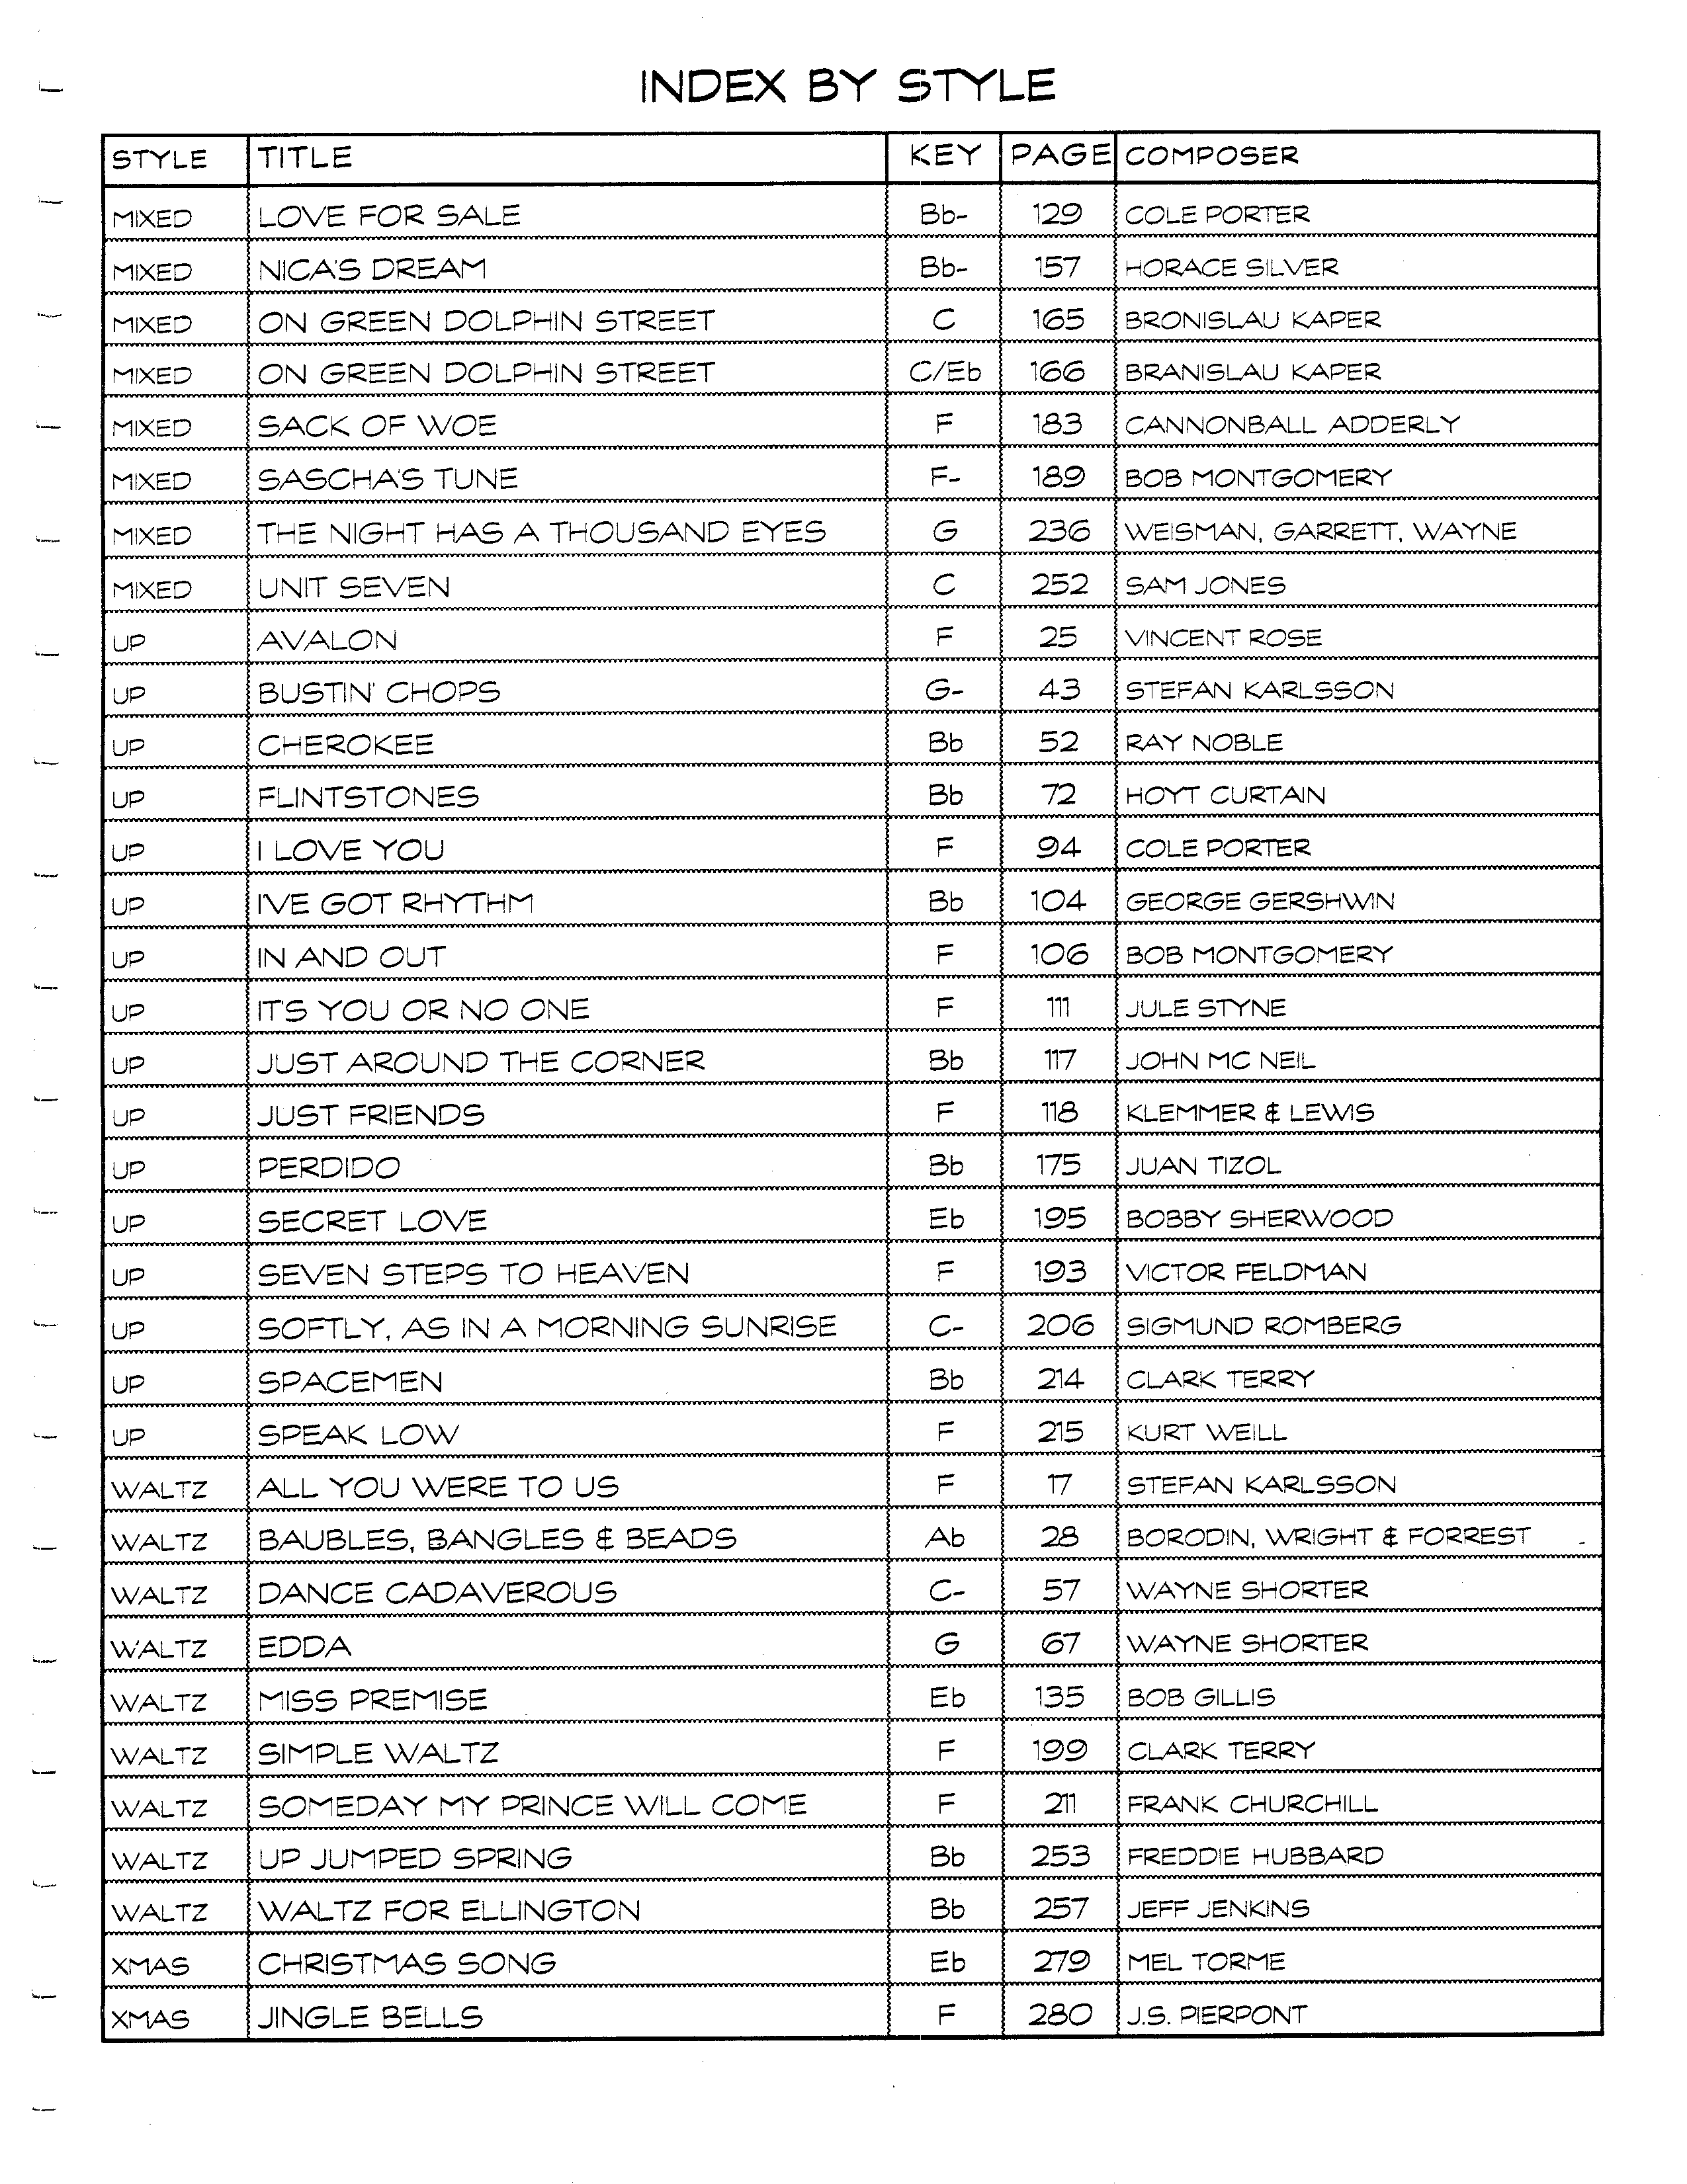 INDEX BY STYLE
STYLE TITLE KEY PAGE COMPOSER
MIXED LOVE FOR SALE Bb- 129 COLE PORTER
MIXED NICA'S DREAM Bb- 157 HORACE SILVER
MIXED ON GREEN DOLPHIN STREET C 165 BRONISLAU KAPER
MIXED ON GREEN DOLPHIN STREET C/Eb 166 BRANISLAU KAPER
MIXED SACK OF WOE F 183 CANNONBALL ADDERLY
MIXED SASCHA'S TUNE F- 189 BOB MONTGOMERY
MIXED THE NIGHT HAS A THOUSAND EYES G 236 WEISMAN, GARRETT, WAYNE
MIXED UNIT SEVEN C 252 SAM JONES
UP AVALON F 25 VINCENT ROSE
UP BUSTIN' CHOPS G- 43 STEFAN KARLSSON
UP CHEROKEE Bb 52 RAY NOBLE
UP FLINTSTONES Bb 72 HOYT CURTAIN
UP I LOVE YOU F 94 COLE PORTER
UP I'VE GOT RHYTHM Bb 104 GEORGE GERSHWIN
UP IN AND OUT F 106 BOB MONTGOMERY
UP IT'S YOU OR NO ONE F 111 JULE STYNE
UP JUST AROUND THE CORNER Bb 117 JOHN MC NEIL
UP JUST FRIENDS F 118 KLEMMER & LEWIS
UP PERDIDO Bb 175 JUAN TIZOL
UP SECRET LOVE Eb 195 BOBBY SHERWOOD
UP SEVEN STEPS TO HEAVEN F 193 VICTOR FELDMAN
UP SOFTLY, AS IN A MORNING SUNRISE C- 206 SIGMUND ROMBERG
UP SPACEMEN Bb 214 CLARK TERRY
UP SPEAK LOW F 215 KURT WEILL
WALTZ ALL YOU WERE TO US F 17 STEFAN KARLSSON
WALTZ BAUBLES, BANGLES & BEADS Ab 28 BORODIN, WRIGHT & FORREST
WALTZ DANCE CADAVEROUS C- 57 WAYNE SHORTER
WALTZ EDDA G 67 WAYNE SHORTER
WALTZ MISS PREMISE Eb 135 BOB GILLIS
WALTZ SIMPLE WALTZ F 199 CLARK TERRY
WALTZ SOMEDAY MY PRINCE WILL COME F 211 FRANK CHURCHILL
WALTZ UP JUMPED SPRING Bb 253 FREDDIE HUBBARD
WALTZ WALTZ FOR ELLINGTON Bb 257 JEFF JENKINS
XMAS CHRISTMAS SONG Eb 279 MEL TORME
XMAS JINGLE BELLS F 280 J.S. PIERPONT